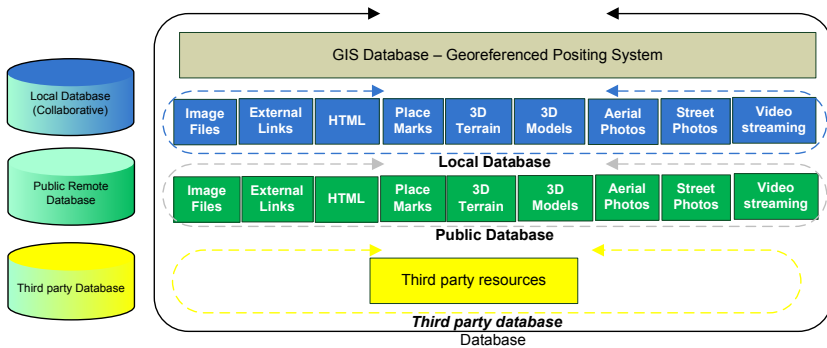 GIS Database – Georeferenced Positing System
Local Database
(Collaborative)
Image
Files
External
Links
HTML
Place
Marks
3D
Terrain
3D
Models
Aerial
Photos
Street
Photos
Video
streaming
Local Database
Public Remote
Database
Image
Files
External
Links
HTML
Place
Marks
3D
Terrain
3D
Models
Aerial
Photos
Street
Photos
Video
streaming
Public Database
Third party Database
Third party resources
Third party database
Database